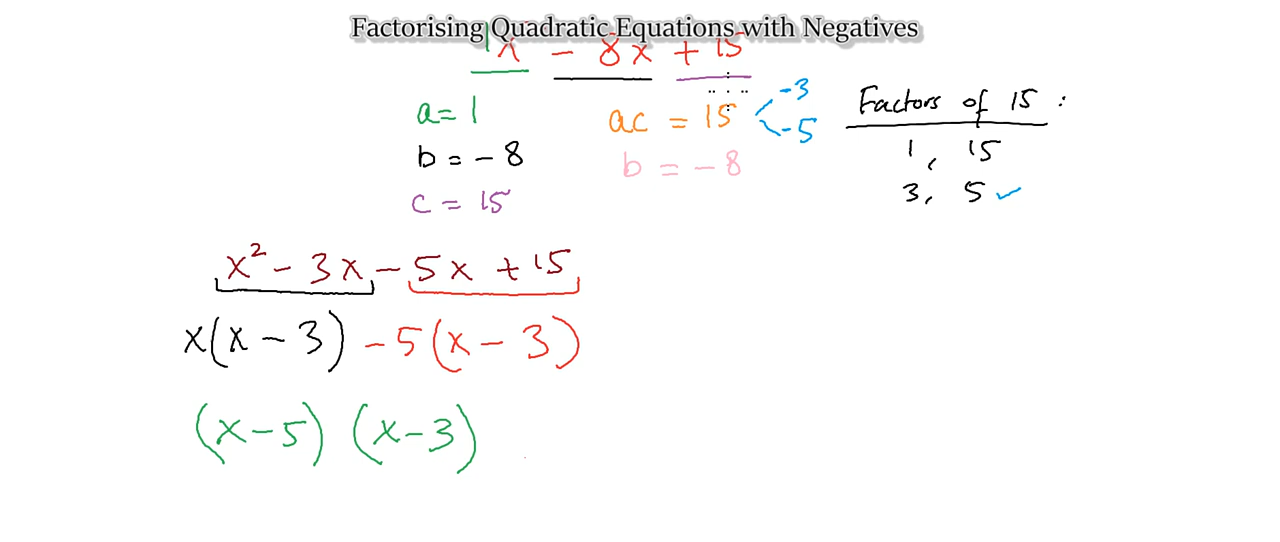 Factorising Quadratic Equations with Negatives
1x - 8x + 15
a = 1
b = - 8
c = 15
ac = 15
-3
-5
b = - 8
Factors of 15 :
1, 15
3, 5 ✓
x² - 3x - 5x + 15
x(x - 3) - 5(x - 3)
(x - 5) (x - 3)